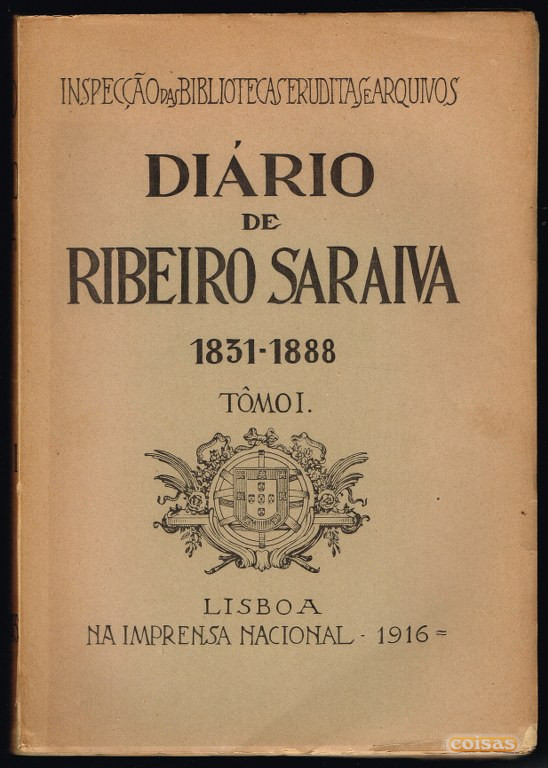 INSPECÇÃO DAS BIBLIOTECAS ERUDITAS E ARQUIVOS
DIÁRIO
DE
RIBEIRO SARAIVA
1831-1888
TÔMO I.
LISBOA
NA IMPRENSA NACIONAL - 1916 =
coisas